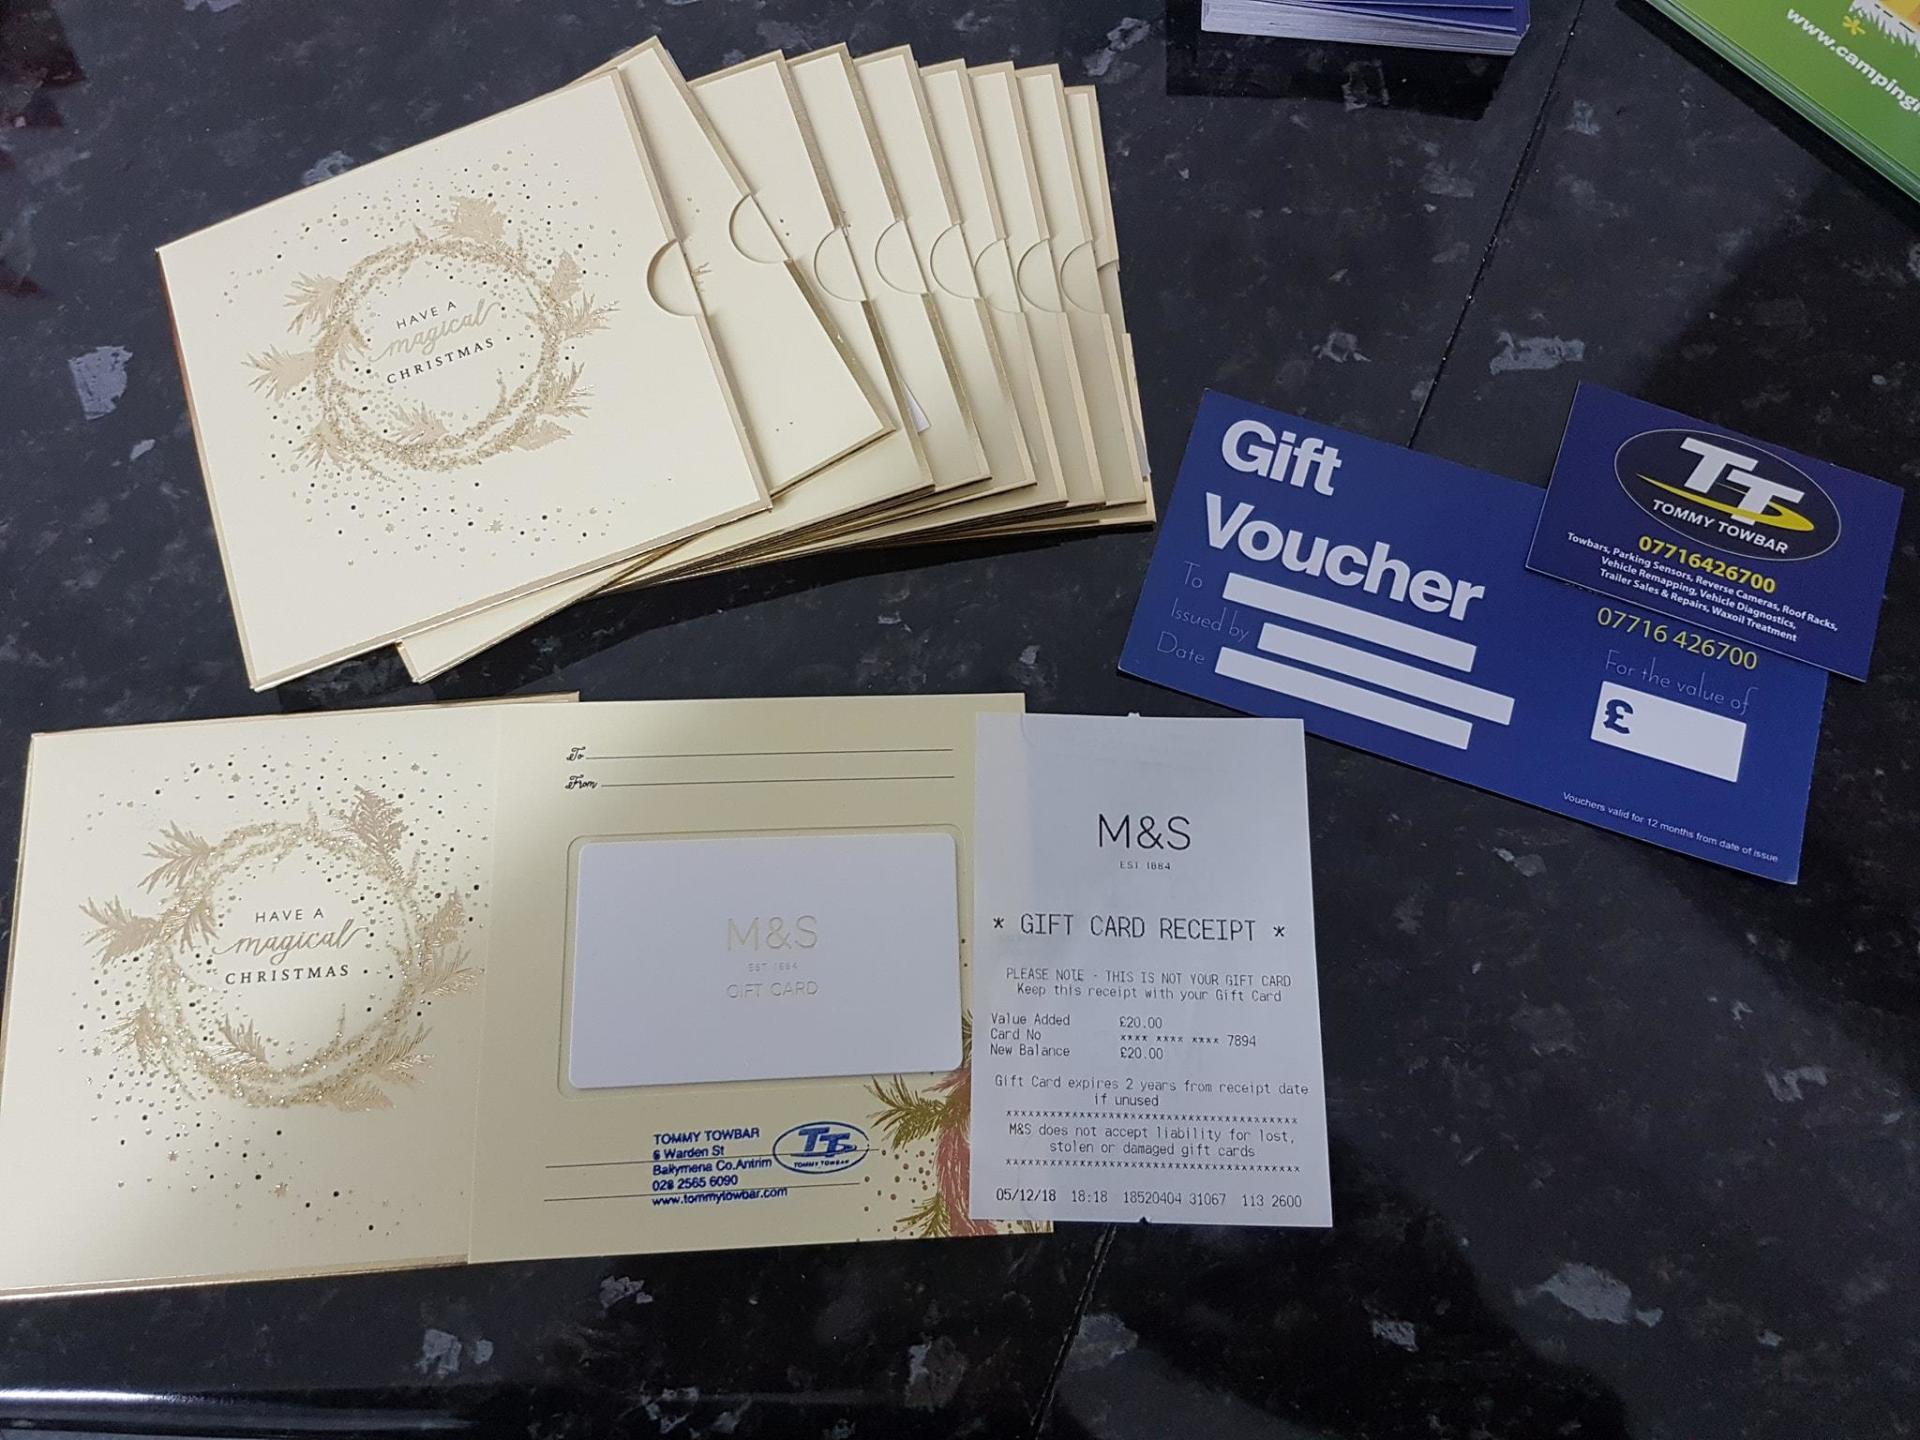 HAVE A
magical
CHRISTMAS
www.camping
Gift
Voucher
To
Issued by
Date
07716 426700
For the value of
£
Vouchers valid for 12 months from date of issue
TT
TOMMY TOWBAR
07716426700
Towbars, Parking Sensors, Reverse Cameras, Roof Racks,
Vehicle Remapping, Vehicle Diagnostics,
Trailer Sales & Repairs, Waxoil Treatment
HAVE A
magical
CHRISTMAS
To
From
M&S
EST 1884
GIFT CARD
TOMMY TOWBAR
6 Warden St
Ballymena Co.Antrim
028 2565 6090
www.tommytowbar.com
TT
TOMMY TOWBAR
M&S
EST 1884
* GIFT CARD RECEIPT *
PLEASE NOTE - THIS IS NOT YOUR GIFT CARD
Keep this receipt with your Gift Card
Value Added £20.00
Card No **** **** **** 7894
New Balance £20.00
Gift Card expires 2 years from receipt date
if unused
****************************************
M&S does not accept liability for lost,
stolen or damaged gift cards
****************************************
05/12/18 18:18 18520404 31067 113 2600